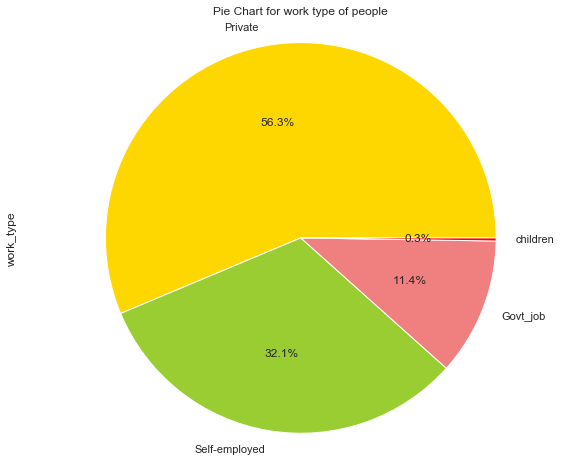 Pie Chart for work type of people
Private
56.3%
work_type
0.3%
children
11.4%
Govt_job
32.1%
Self-employed